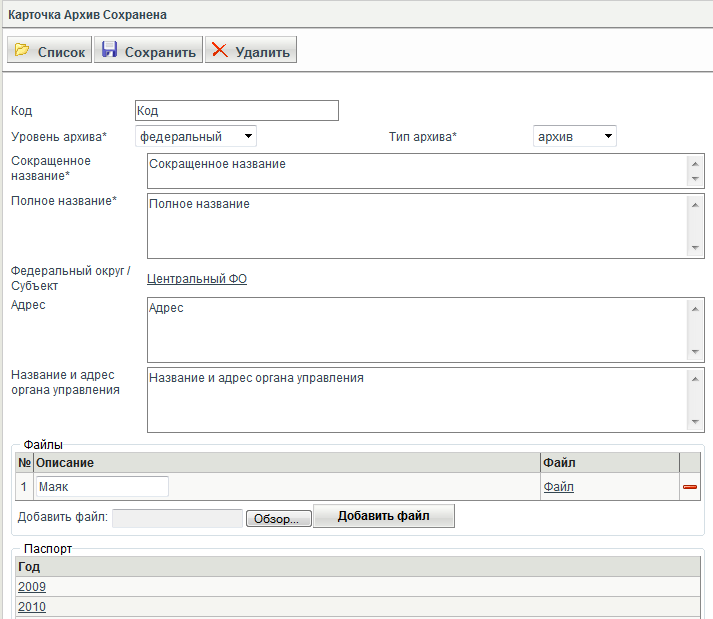 Карточка Архив Сохранена
Список Сохранить Удалить
Код Код
Уровень архива* федеральный Тип архива* архив
Сокращенное
название*
Сокращенное название
Полное название* Полное название
Федеральный округ /
Субъект
Центральный ФО
Адрес Адрес
Название и адрес
органа управления
Название и адрес органа управления
Файлы
№ Описание Файл
1 Маяк Файл
Добавить файл: Обзор... Добавить файл
Паспорт
Год
2009
2010